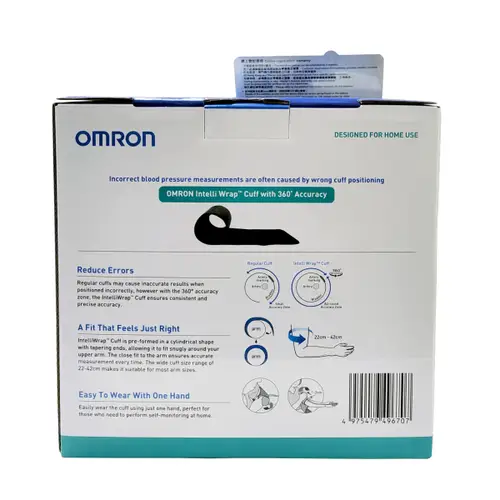 OMRON
DESIGNED FOR HOME USE
Incorrect blood pressure measurements are often caused by wrong cuff positioning
OMRON Intelli Wrap™ Cuff with 360° Accuracy
Regular Cuff
Intelli Wrap™ Cuff
360°
Reduce Errors
Regular cuffs may cause inaccurate results when
positioned incorrectly, however with the 360° accuracy
zone, the IntelliWrap™ Cuff ensures consistent and
precise accuracy.
A Fit That Feels Just Right
IntelliWrap™ Cuff is pre-formed in a cylindrical shape
with tapering ends, allowing it to fit snugly around your
upper arm. The close fit to the arm ensures accurate
measurement every time. The wide cuff size range of
22-42cm makes it suitable for most arm sizes.
arm
arm
22cm - 42cm
Easy To Wear With One Hand
Easily wear the cuff using just one hand, perfect for
those who need to perform self-monitoring at home.
4 975479 496707